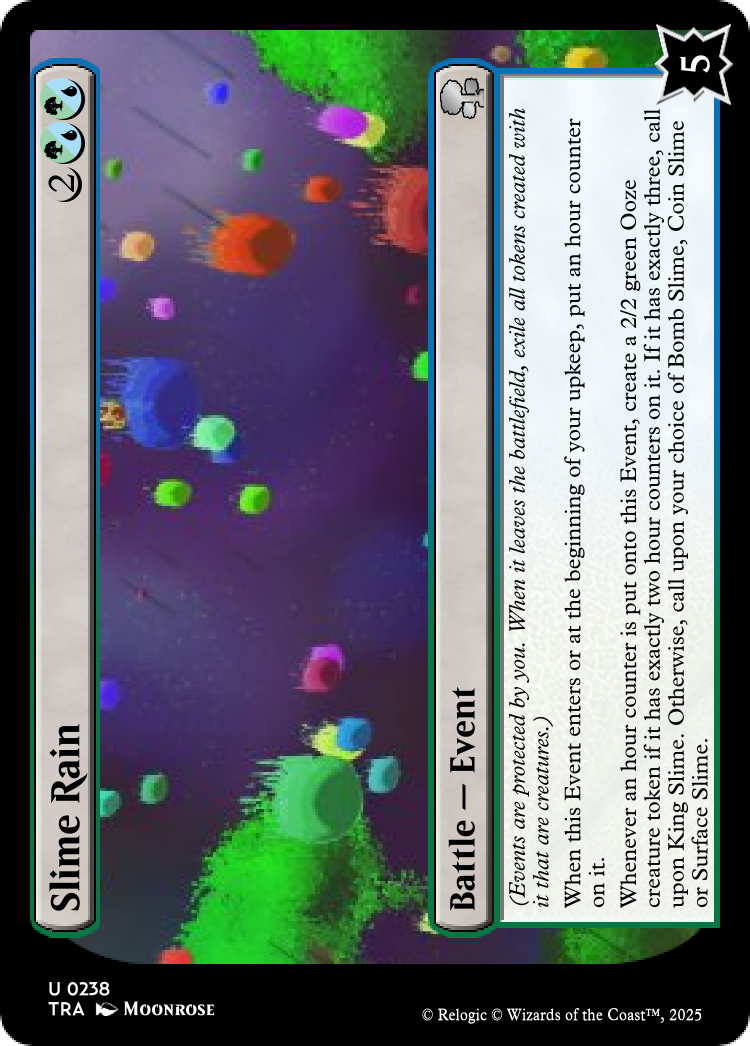 Slime Rain 2
Battle — Event
(Events are protected by you. When it leaves the battlefield, exile all tokens created with
it that are creatures.)
When this Event enters or at the beginning of your upkeep, put an hour counter
on it.
Whenever an hour counter is put onto this Event, create a 2/2 green Ooze
creature token if it has exactly two hour counters on it. If it has exactly three, call
upon King Slime. Otherwise, call upon your choice of Bomb Slime, Coin Slime
or Surface Slime.
5
U 0238
TRA Moonrose
© Relogic © Wizards of the Coast™, 2025